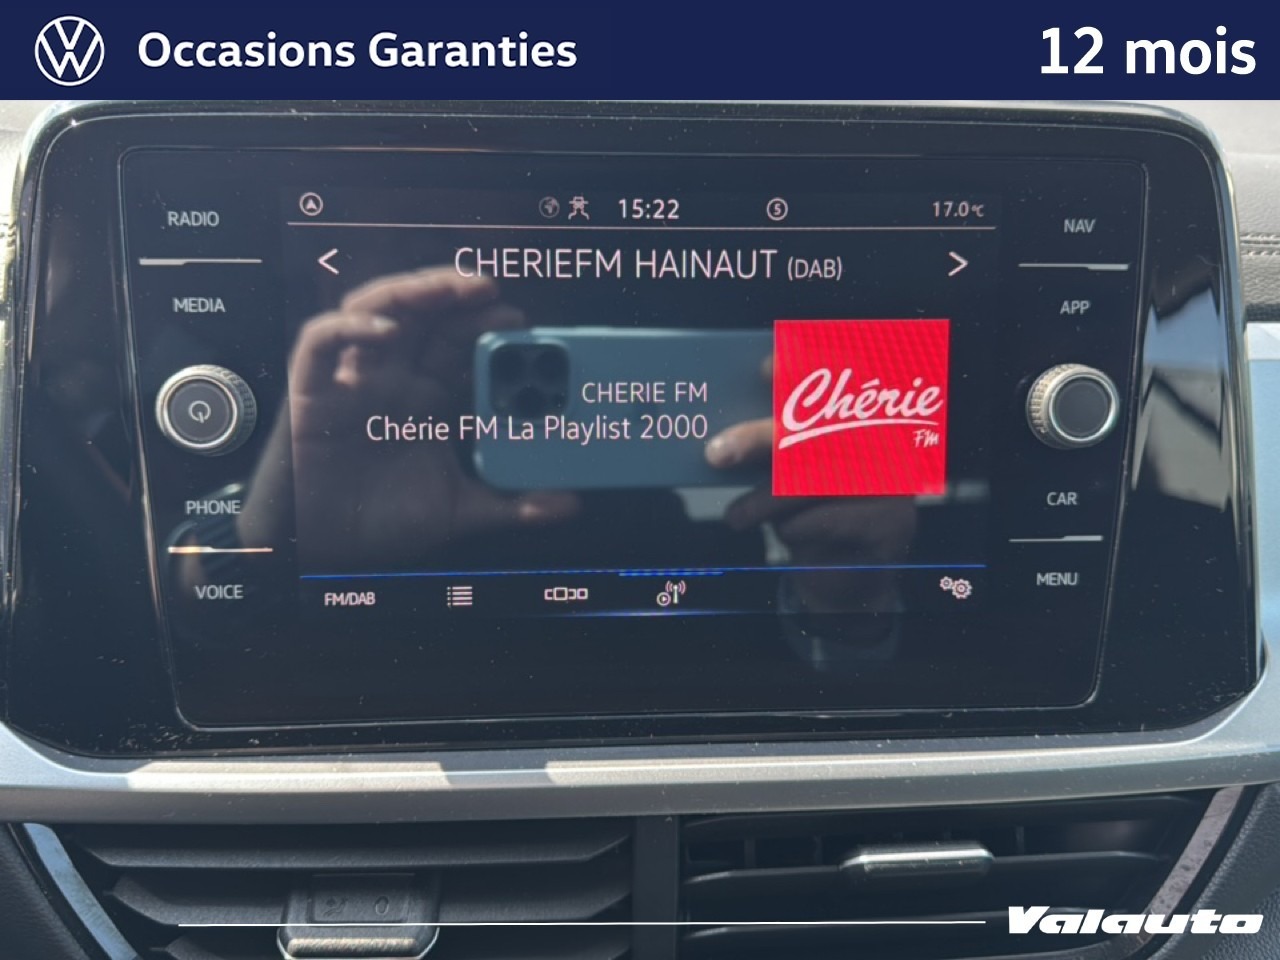 Occasions Garanties
12 mois
RADIO
MEDIA
PHONE
VOICE
15:22
5
17.0°C
< CHERIEFM HAINAUT (DAB) >
CHERIE FM
Chérie FM La Playlist 2000
Chérie
FM
FM/DAB
NAV
APP
CAR
MENU
Valauto